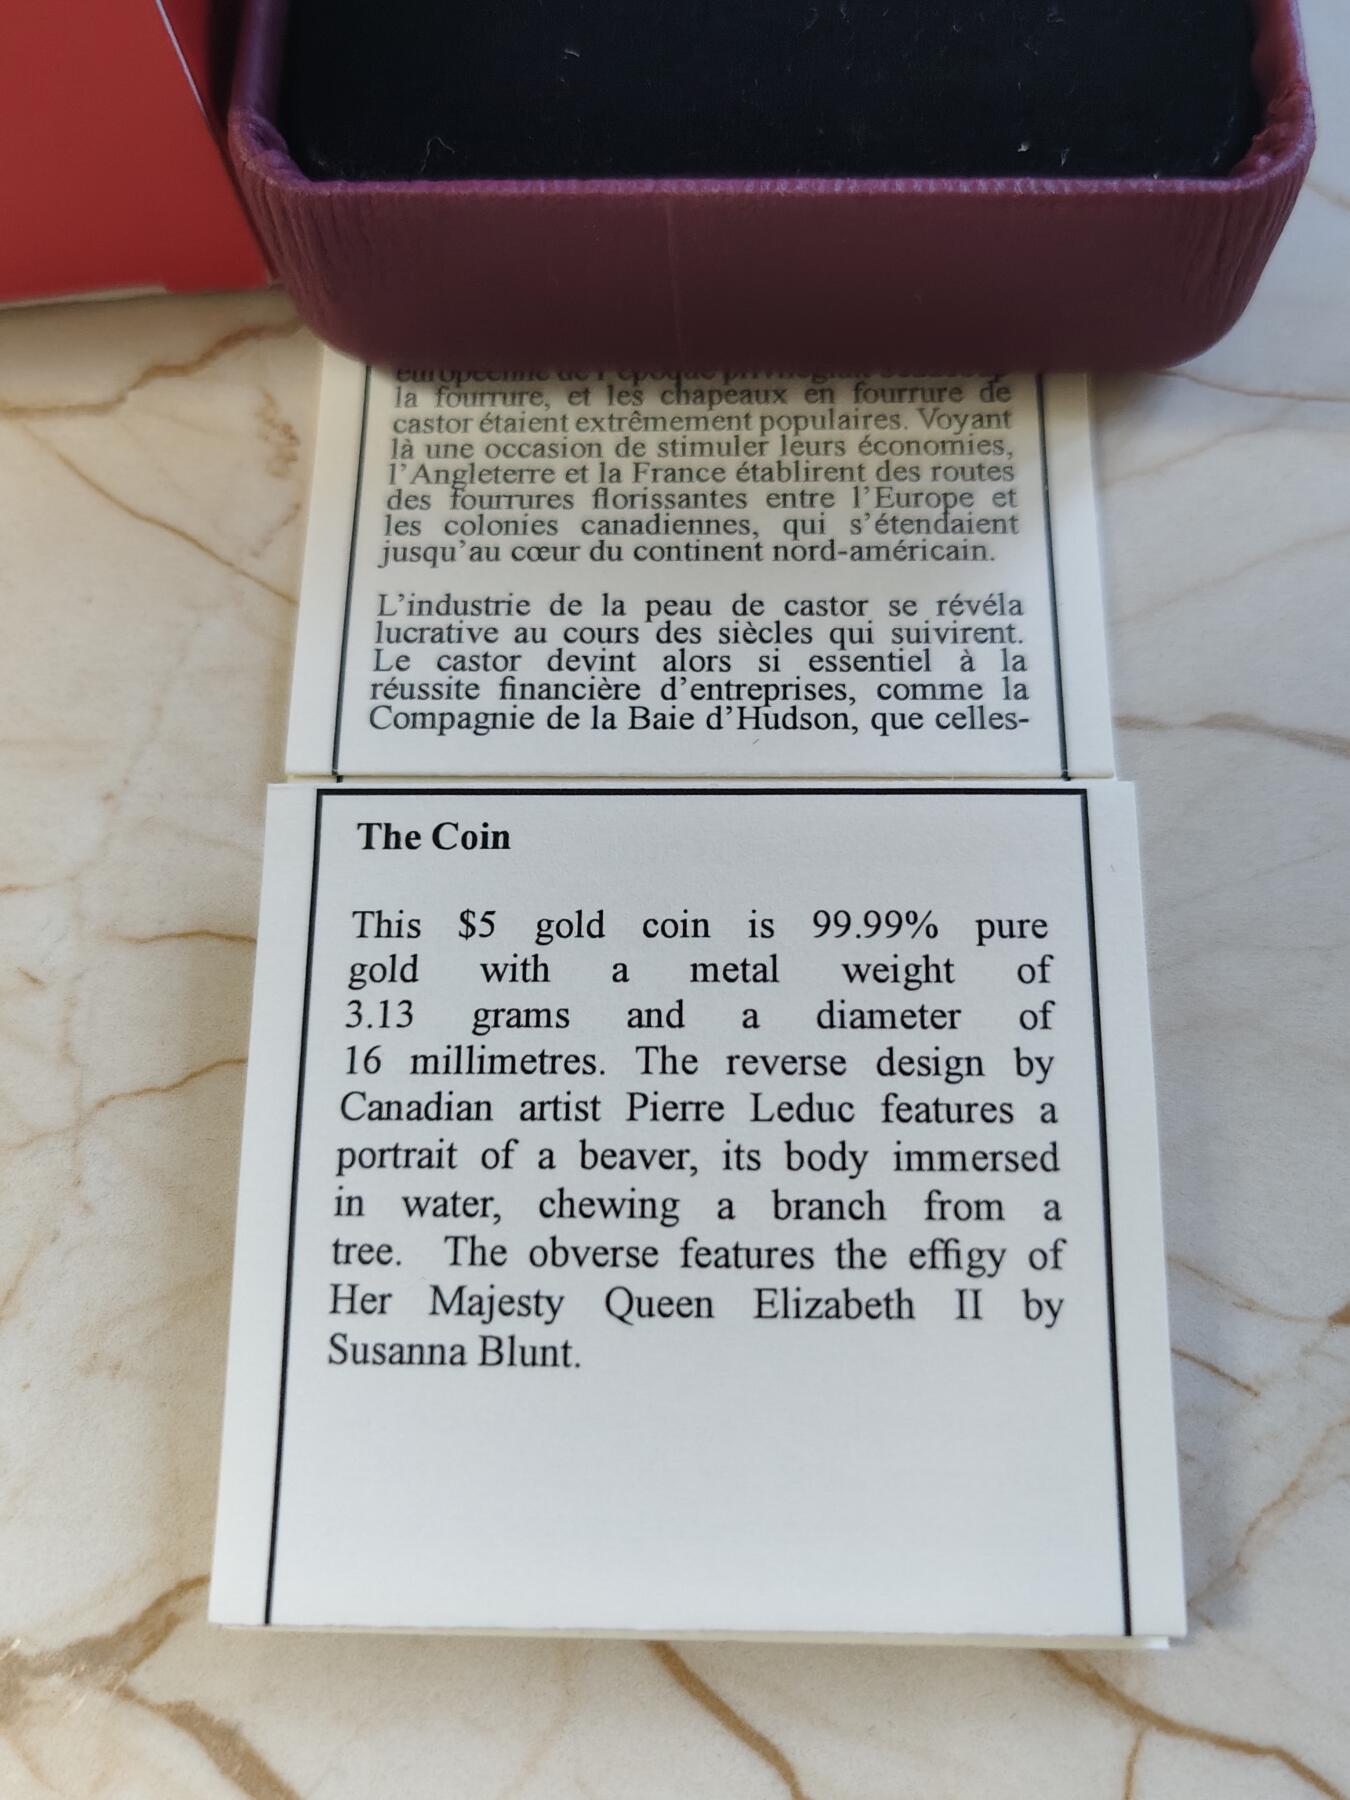 européenne de l'époque privilégiait beaucoup
la fourrure, et les chapeaux en fourrure de
castor étaient extrêmement populaires. Voyant
là une occasion de stimuler leurs économies,
l'Angleterre et la France établirent des routes
des fourrures florissantes entre l'Europe et
les colonies canadiennes, qui s'étendaient
jusqu'au cœur du continent nord-américain.
L'industrie de la peau de castor se révéla
lucrative au cours des siècles qui suivirent.
Le castor devint alors si essentiel à la
réussite financière d'entreprises, comme la
Compagnie de la Baie d'Hudson, que celles-
The Coin
This $5 gold coin is 99.99% pure
gold with a metal weight of
3.13 grams and a diameter of
16 millimetres. The reverse design by
Canadian artist Pierre Leduc features a
portrait of a beaver, its body immersed
in water, chewing a branch from a
tree. The obverse features the effigy of
Her Majesty Queen Elizabeth II by
Susanna Blunt.